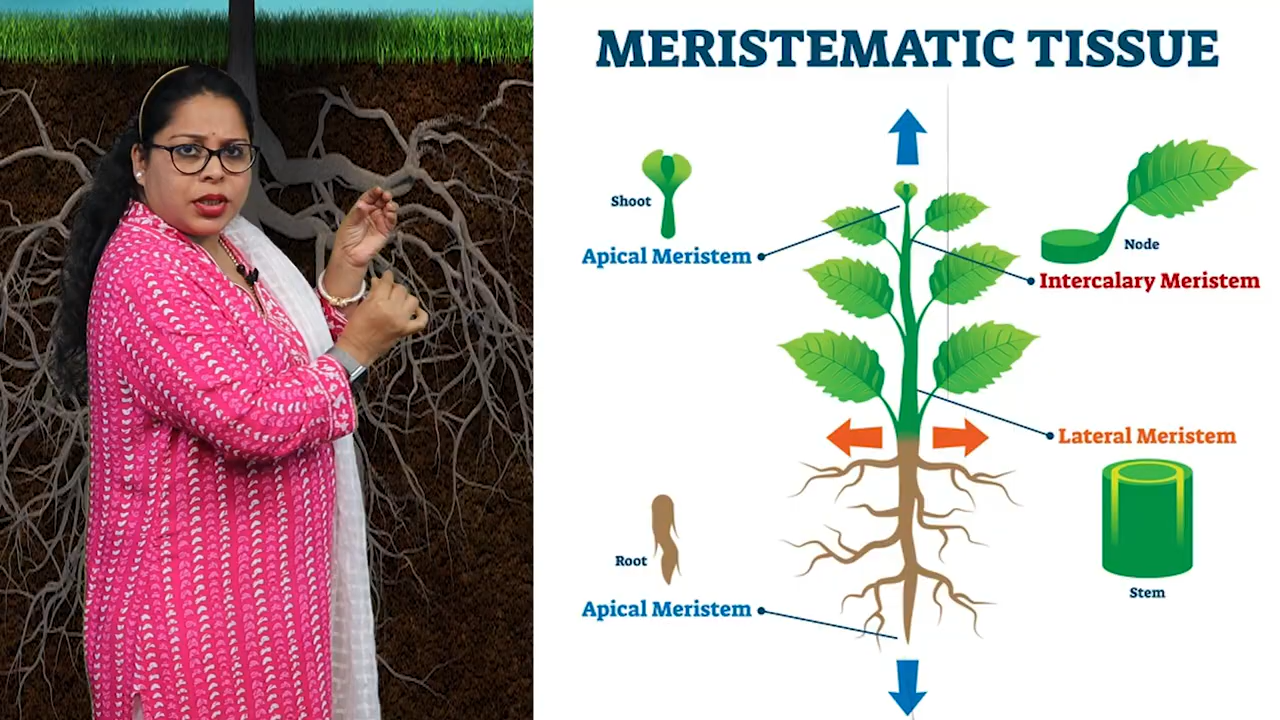 MERISTEMATIC TISSUE
Shoot
Apical Meristem
Node
Intercalary Meristem
Lateral Meristem
Root
Apical Meristem
Stem